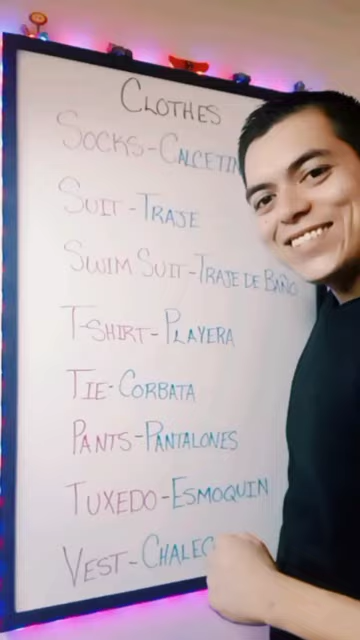 CLOTHES
SOCKS-CALCETIN
SUIT-TRAJE
SWIM SUIT-TRAJE DE BAÑO
T-SHIRT-PLAYERA
TIE-CORBATA
PANTS-PANTALONES
TUXEDO-ESMOQUIN
VEST-CHALEC